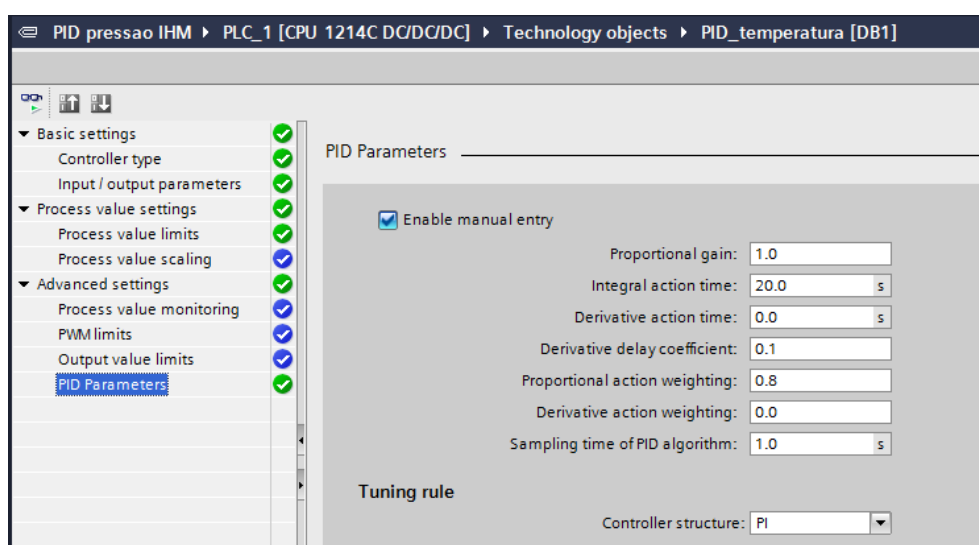 PID pressao IHM ▸ PLC_1 [CPU 1214C DC/DC/DC] ▸ Technology objects ▸ PID_temperatura [DB1]
Basic settings
Controller type
Input / output parameters
Process value settings
Process value limits
Process value scaling
Advanced settings
Process value monitoring
PWM limits
Output value limits
PID Parameters
PID Parameters
Enable manual entry
Proportional gain: 1.0
Integral action time: 20.0 s
Derivative action time: 0.0 s
Derivative delay coefficient: 0.1
Proportional action weighting: 0.8
Derivative action weighting: 0.0
Sampling time of PID algorithm: 1.0 s
Tuning rule
Controller structure: PI